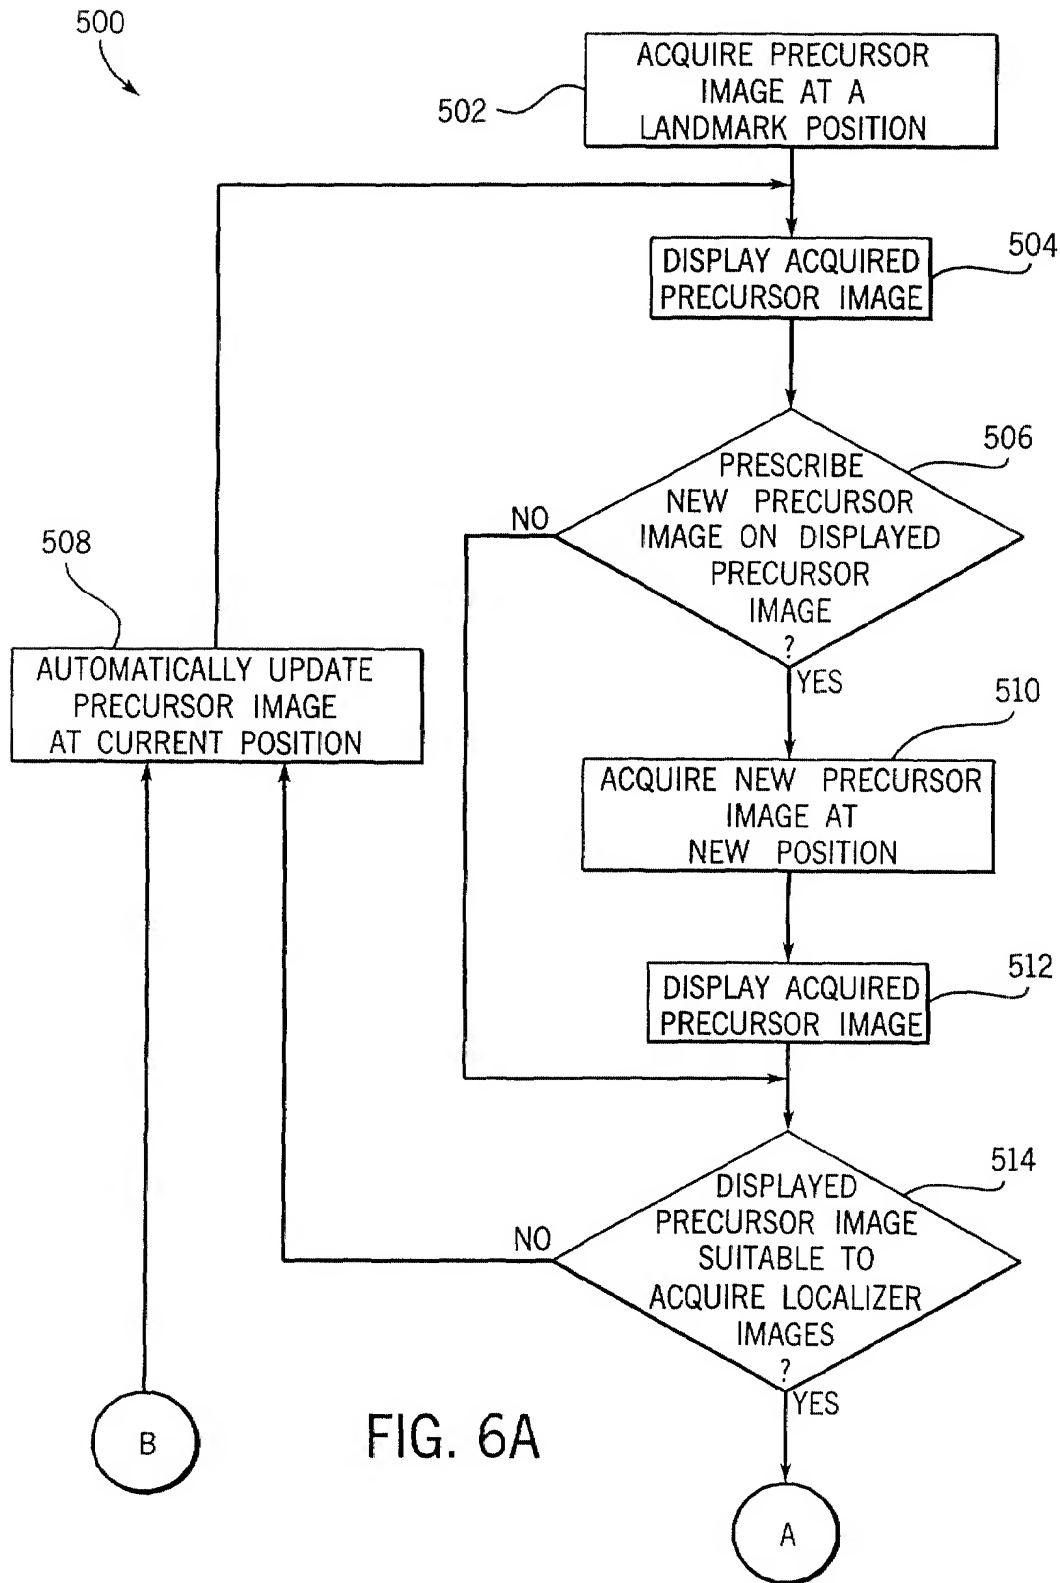 500
ACQUIRE PRECURSOR
IMAGE AT A
LANDMARK POSITION
502
DISPLAY ACQUIRED
PRECURSOR IMAGE
504
PRESCRIBE
NEW PRECURSOR
IMAGE ON DISPLAYED
PRECURSOR
IMAGE
?
506
NO
YES
508
AUTOMATICALLY UPDATE
PRECURSOR IMAGE
AT CURRENT POSITION
510
ACQUIRE NEW PRECURSOR
IMAGE AT
NEW POSITION
512
DISPLAY ACQUIRED
PRECURSOR IMAGE
514
DISPLAYED
PRECURSOR IMAGE
SUITABLE TO
ACQUIRE LOCALIZER
IMAGES
?
NO
YES
B
FIG. 6A
A